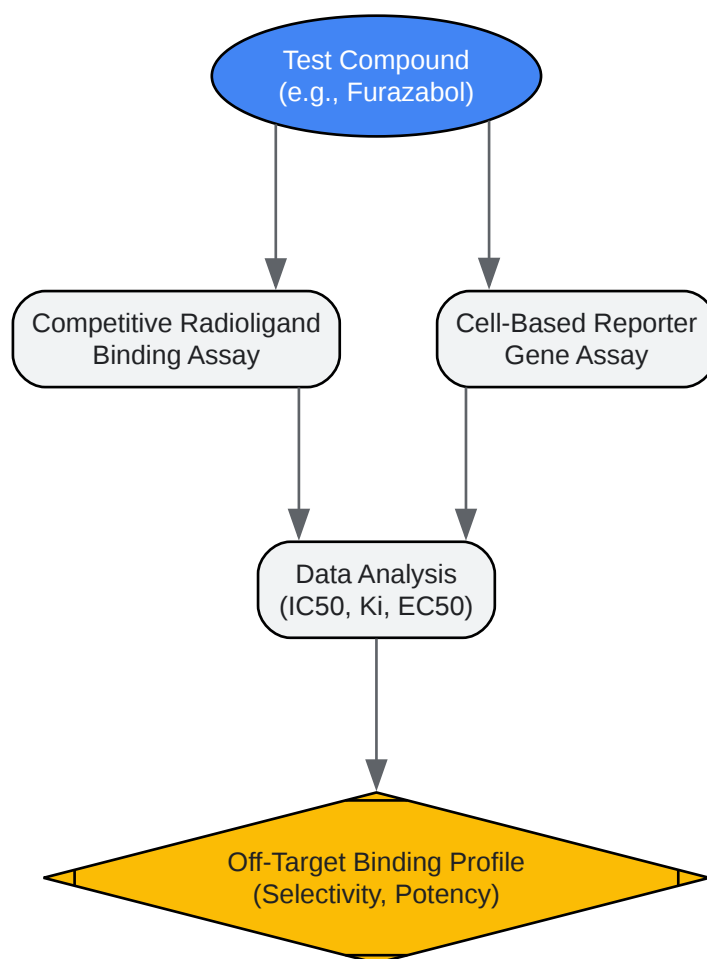 Test Compound
(e.g., Furazabol)
Competitive Radioligand
Binding Assay
Cell-Based Reporter
Gene Assay
Data Analysis
(IC50, Ki, EC50)
Off-Target Binding Profile
(Selectivity, Potency)